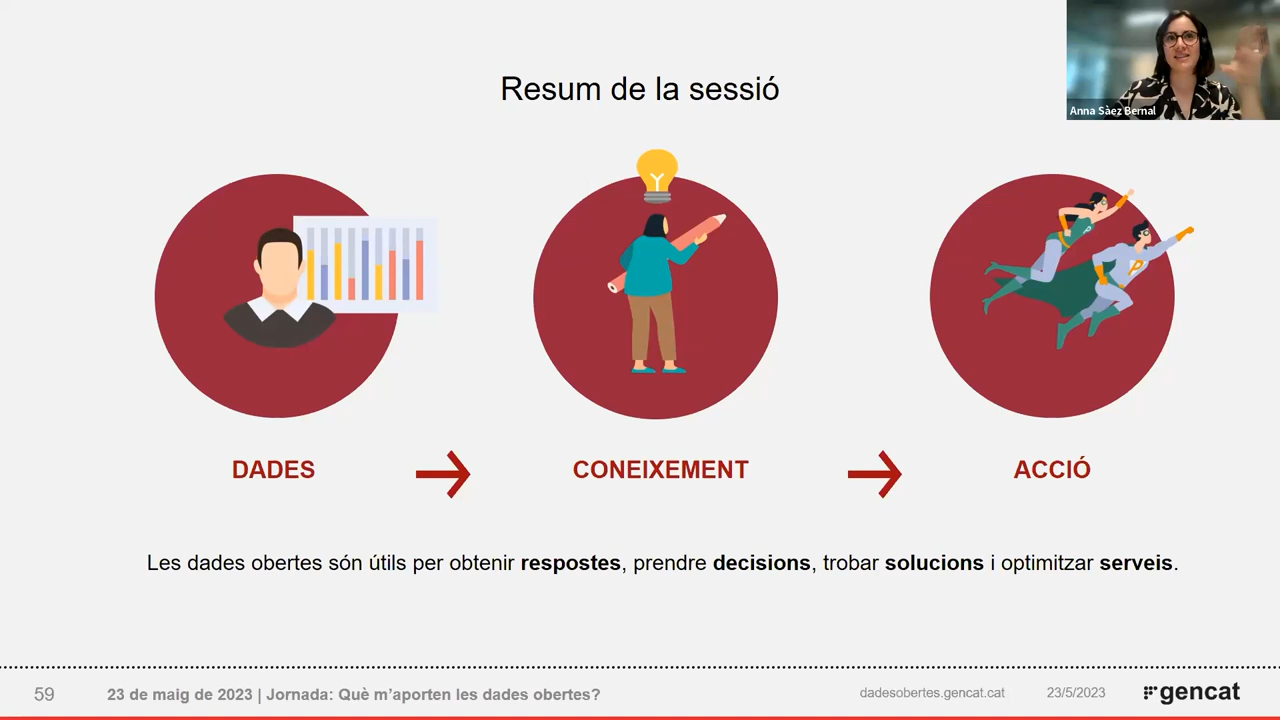 Resum de la sessió
Anna Sàez Bernal
DADES
CONEIXEMENT
ACCIÓ
Les dades obertes són útils per obtenir respostes, prendre decisions, trobar solucions i optimitzar serveis.
59
23 de maig de 2023 | Jornada: Què m’aporten les dades obertes?
dadesobertes.gencat.cat
23/5/2023
gencat